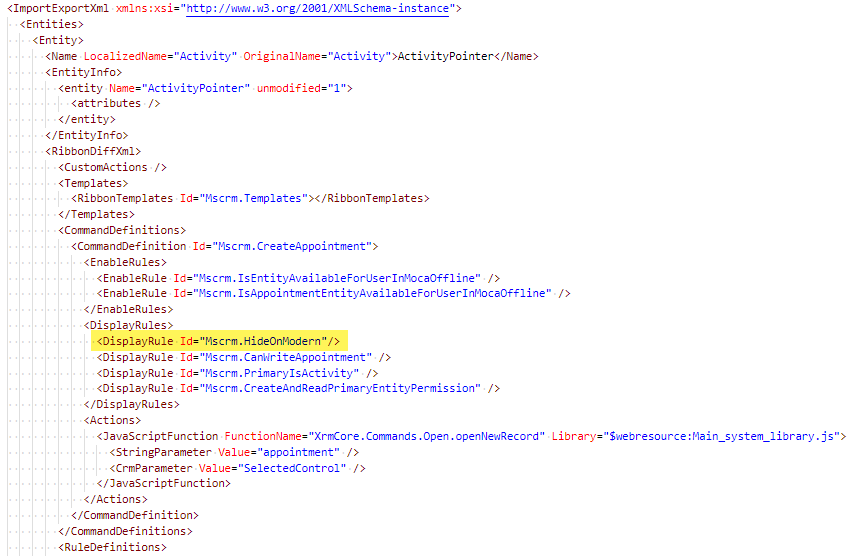 <ImportExportXml xmlns:xsi="http://www.w3.org/2001/XMLSchema-instance">
<Entities>
<Entity>
<Name LocalizedName="Activity" OriginalName="Activity">ActivityPointer</Name>
<EntityInfo>
<entity Name="ActivityPointer" unmodified="1">
<attributes />
</entity>
</EntityInfo>
<RibbonDiffXml>
<CustomActions />
<Templates>
<RibbonTemplates Id="Mscrm.Templates"></RibbonTemplates>
</Templates>
<CommandDefinitions>
<CommandDefinition Id="Mscrm.CreateAppointment">
<EnableRules>
<EnableRule Id="Mscrm.IsEntityAvailableForUserInMocaOffline" />
<EnableRule Id="Mscrm.IsAppointmentEntityAvailableForUserInMocaOffline" />
</EnableRules>
<DisplayRules>
<DisplayRule Id="Mscrm.HideOnModern"/>
<DisplayRule Id="Mscrm.CanWriteAppointment" />
<DisplayRule Id="Mscrm.PrimaryIsActivity" />
<DisplayRule Id="Mscrm.CreateAndReadPrimaryEntityPermission" />
</DisplayRules>
<Actions>
<JavaScriptFunction FunctionName="XrmCore.Commands.Open.openNewRecord" Library="$webresource:Main_system_library.js">
<StringParameter Value="appointment" />
<CrmParameter Value="SelectedControl" />
</JavaScriptFunction>
</Actions>
</CommandDefinition>
</CommandDefinitions>
<RuleDefinitions>